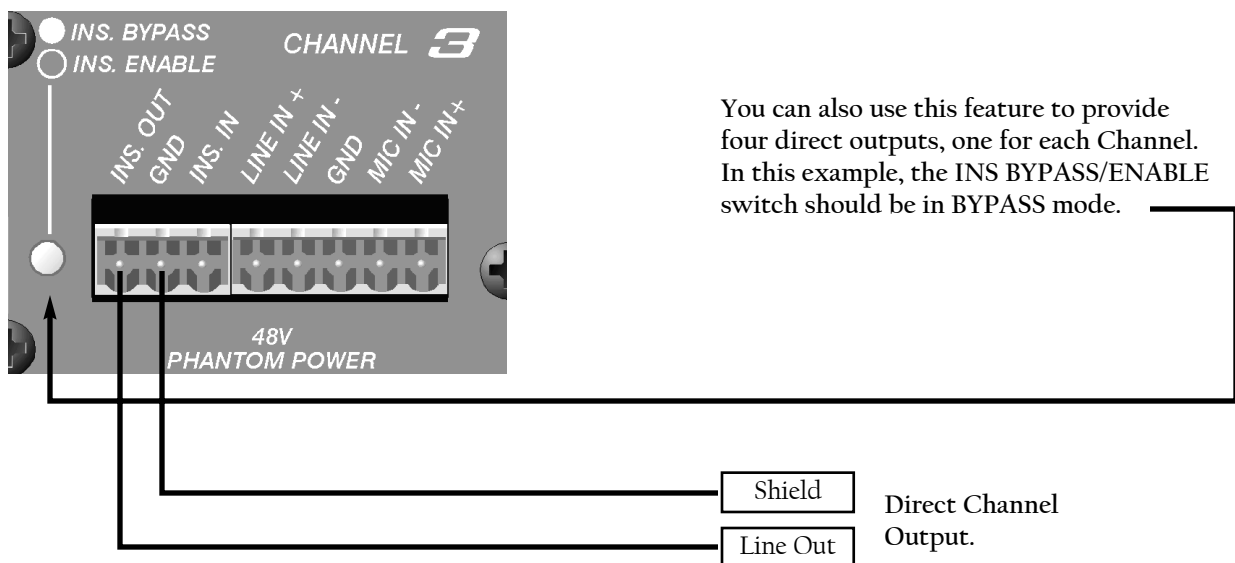 INS. BYPASS
INS. ENABLE
CHANNEL 3
INS. OUT
GND
INS. IN
LINE IN +
LINE IN -
GND
MIC IN -
MIC IN+
48V
PHANTOM POWER
You can also use this feature to provide
four direct outputs, one for each Channel.
In this example, the INS BYPASS/ENABLE
switch should be in BYPASS mode.
Shield
Line Out
Direct Channel
Output.